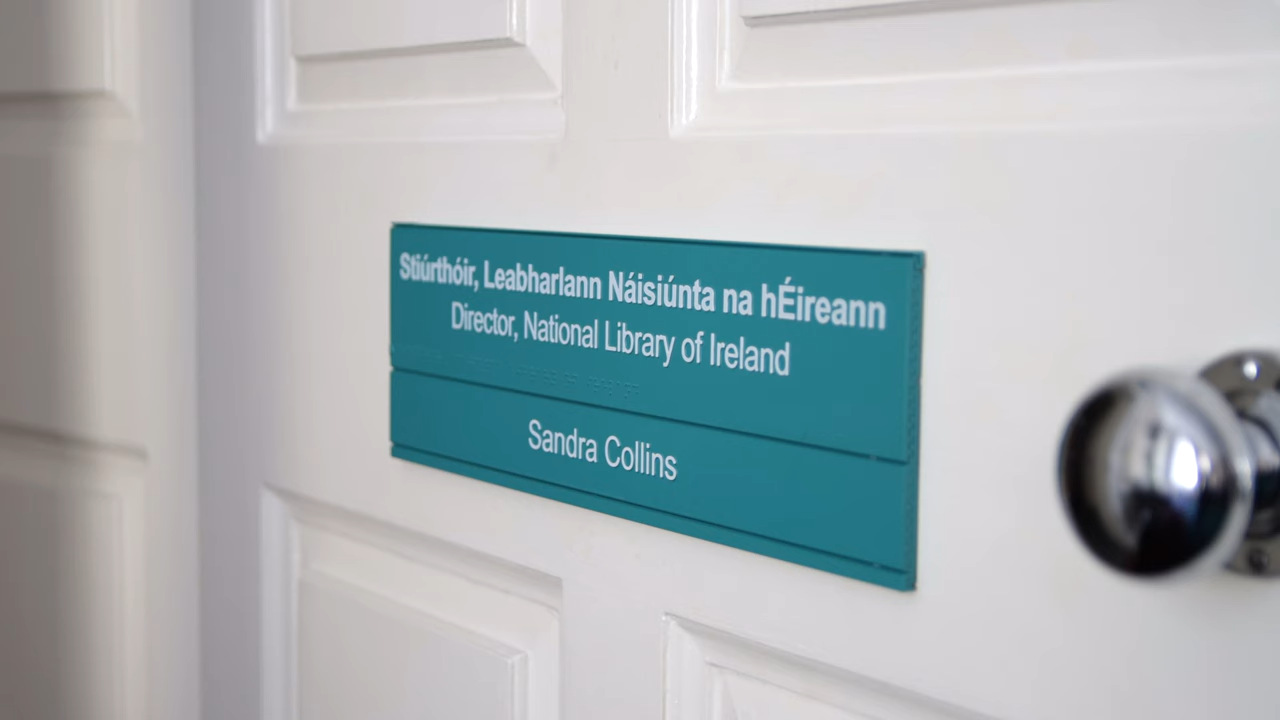 Stiúrthóir, Leabharlann Náisiúnta na hÉireann
Director, National Library of Ireland
Sandra Collins